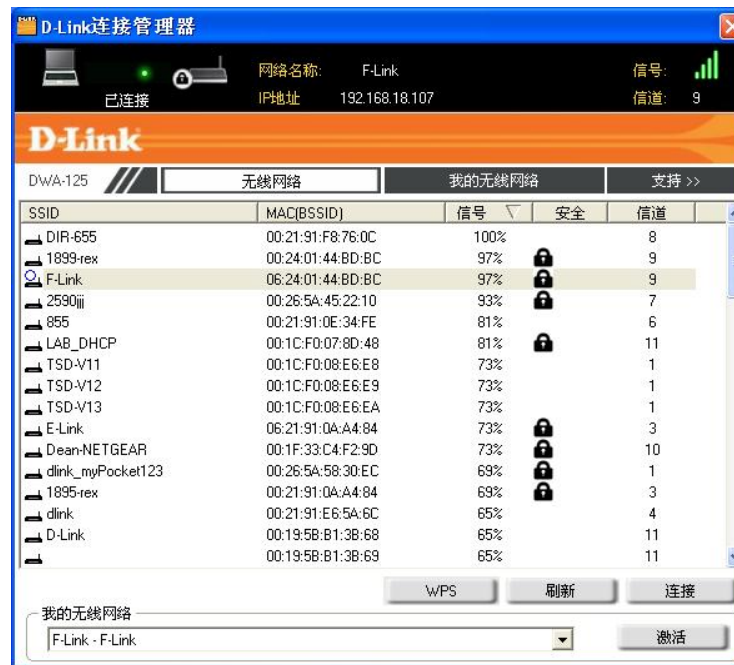 D-Link连接管理器
网络名称: F-Link 信号:
已连接 IP地址 192.168.18.107 信道: 9
D-Link
DWA-125 无线网络 我的无线网络 支持 >>
SSID MAC(BSSID) 信号 安全 信道
DIR-655 00:21:91:F8:76:0C 100% 8
1899-rex 00:24:01:44:BD:BC 97% 9
F-Link 06:24:01:44:BD:BC 97% 9
2590jjj 00:26:5A:45:22:10 93% 7
855 00:21:91:0E:34:FE 81% 6
LAB_DHCP 00:1C:F0:07:8D:48 81% 11
TSD-V11 00:1C:F0:08:E6:E8 73% 1
TSD-V12 00:1C:F0:08:E6:E9 73% 1
TSD-V13 00:1C:F0:08:E6:EA 73% 1
E-Link 06:21:91:0A:A4:84 73% 3
Dean-NETGEAR 00:1F:33:C4:F2:9D 73% 10
dlink_myPocket123 00:26:5A:58:30:EC 69% 1
1895-rex 00:21:91:0A:A4:84 69% 3
dlink 00:21:91:E6:5A:6C 65% 4
D-Link 00:19:5B:B1:3B:68 65% 11
00:19:5B:B1:3B:69 65% 11
WPS 刷新 连接
我的无线网络
F-Link - F-Link 激活